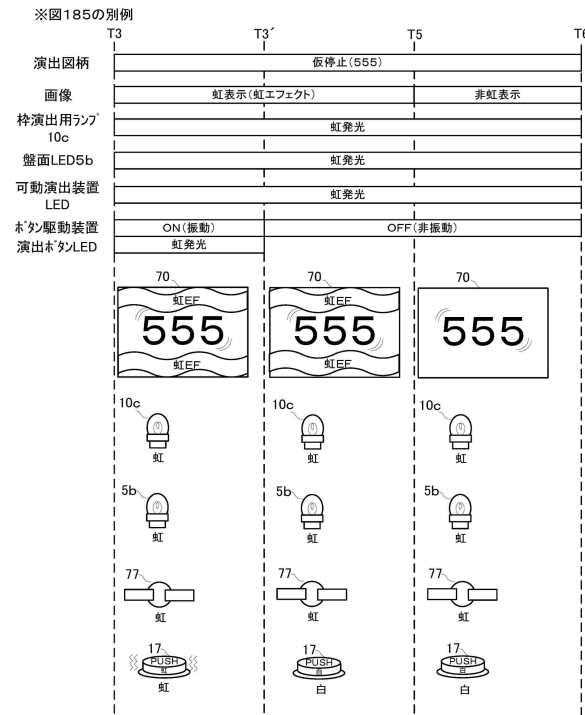 ※図185の別例
T3 T3´ T5 T6
演出図柄 仮停止(555)
画像 虹表示(虹エフェクト) 非虹表示
枠演出用ランプ
10c 虹発光
盤面LED5b 虹発光
可動演出装置
LED 虹発光
ボタン駆動装置 ON(振動) OFF(非振動)
演出ボタンLED 虹発光
70 70 70
虹EF 虹EF
555 555 555
虹EF 虹EF
10c 10c 10c
虹 虹 虹
5b 5b 5b
虹 虹 虹
77 77 77
虹 虹 虹
17 17 17
PUSH PUSH PUSH
虹 白 白
虹 白 白